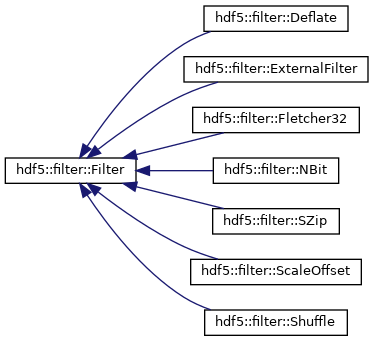 hdf5::filter::Deflate
hdf5::filter::ExternalFilter
hdf5::filter::Fletcher32
hdf5::filter::Filter
hdf5::filter::NBit
hdf5::filter::SZip
hdf5::filter::ScaleOffset
hdf5::filter::Shuffle